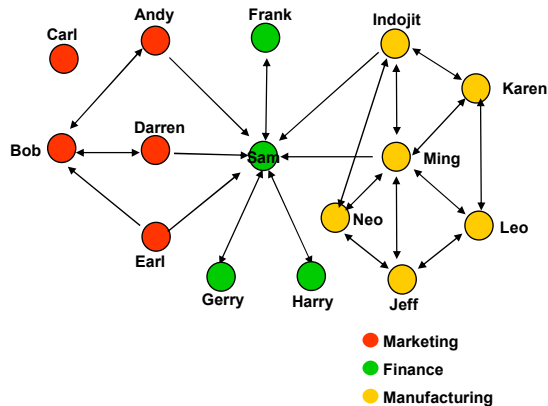 Carl
Andy
Frank
Indojit
Karen
Bob
Darren
Sam
Ming
Neo
Leo
Earl
Gerry
Harry
Jeff
Marketing
Finance
Manufacturing